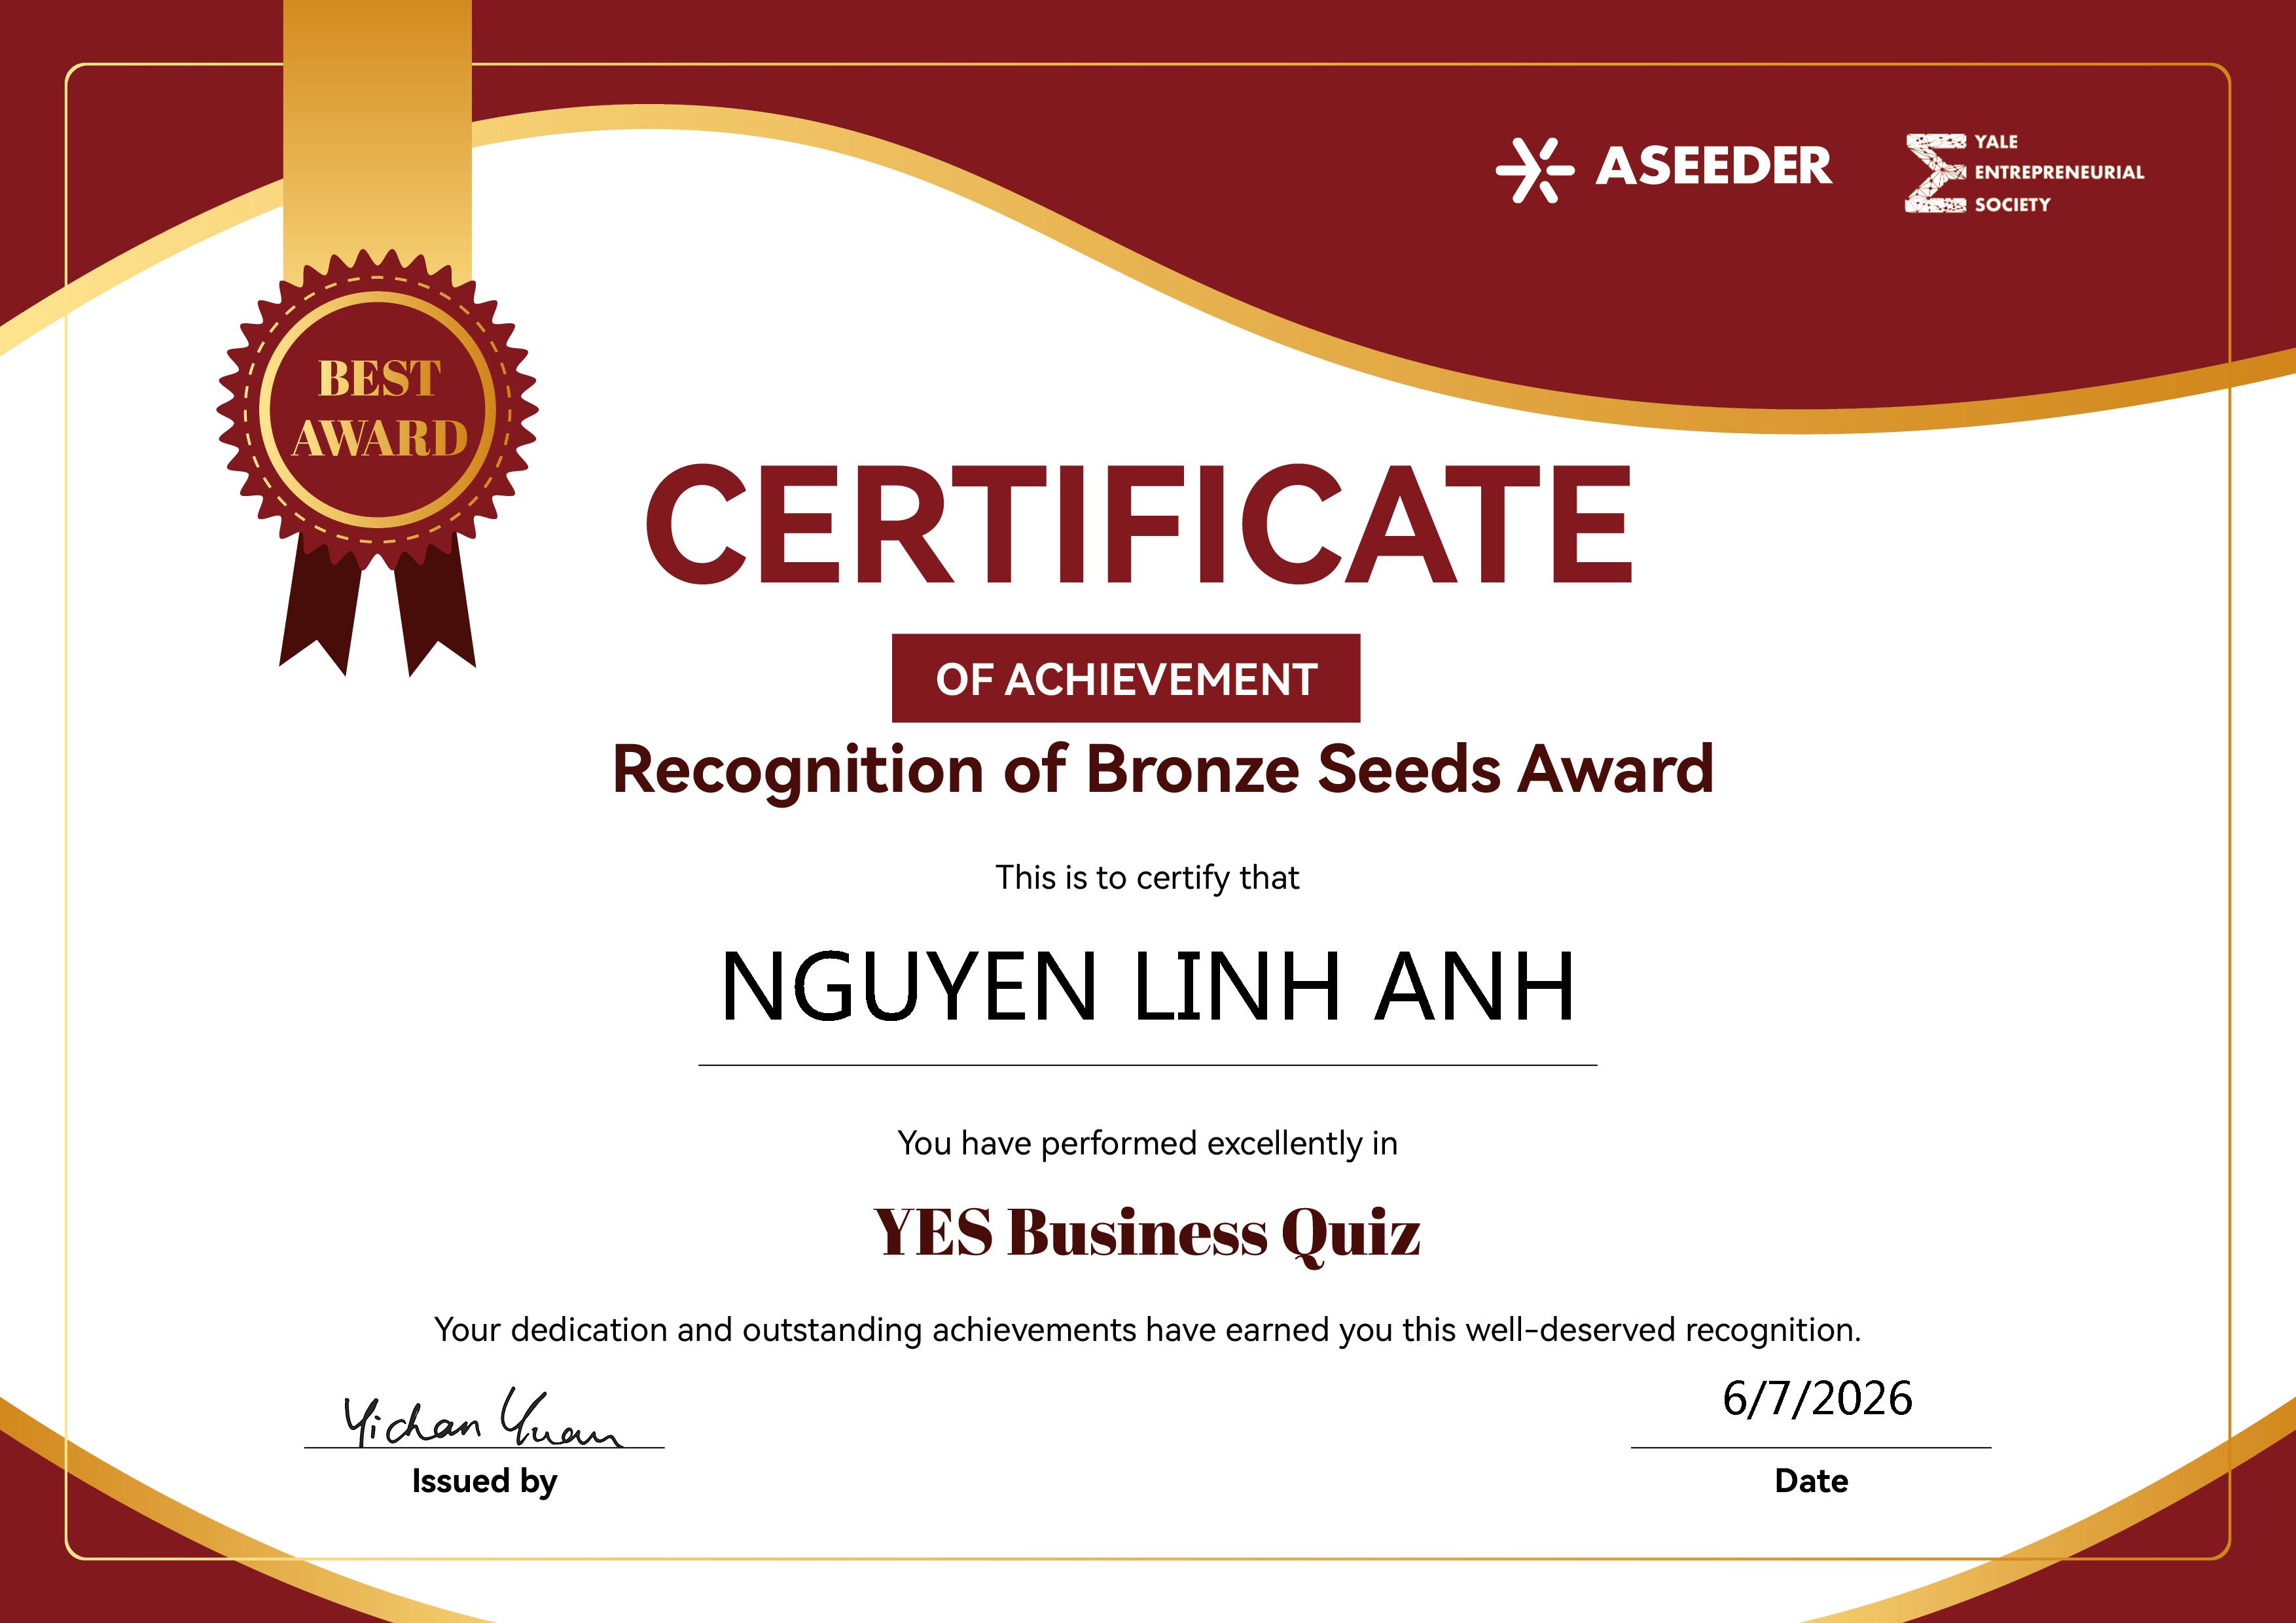 ASEEDER
YALE
ENTREPRENEURIAL
SOCIETY
BEST
AWARD
CERTIFICATE
OF ACHIEVEMENT
Recognition of Bronze Seeds Award
This is to certify that
NGUYEN LINH ANH
You have performed excellently in
YES Business Quiz
Your dedication and outstanding achievements have earned you this well-deserved recognition.
Yichan Yuan
6/7/2026
Issued by
Date